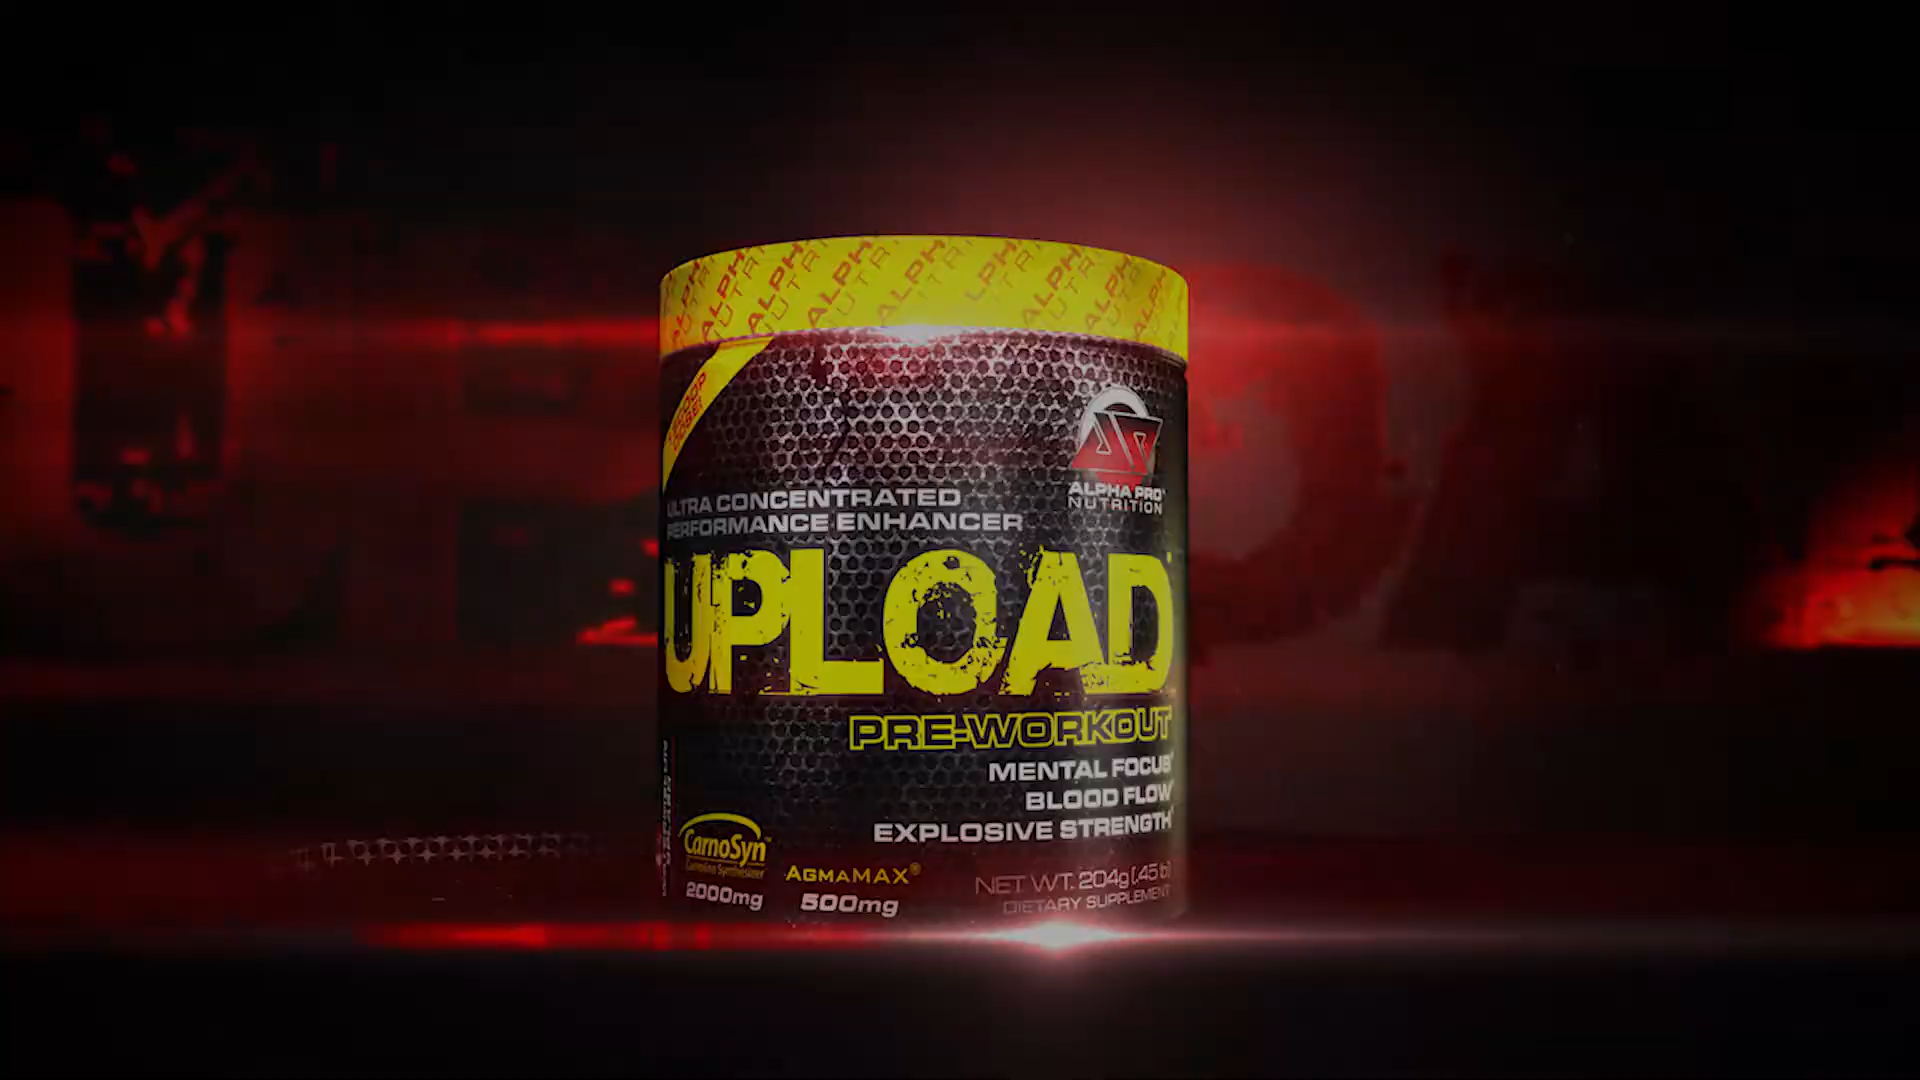 ALPHA PRO
NUTRITION
ULTRA CONCENTRATED
PERFORMANCE ENHANCER
UPLOAD
PRE-WORKOUT
MENTAL FOCUS
BLOOD FLOW
EXPLOSIVE STRENGTH
CarnoSyn
2000mg
AGMAMAX®
500mg
NET WT. 204g (.45 lb)
DIETARY SUPPLEMENT